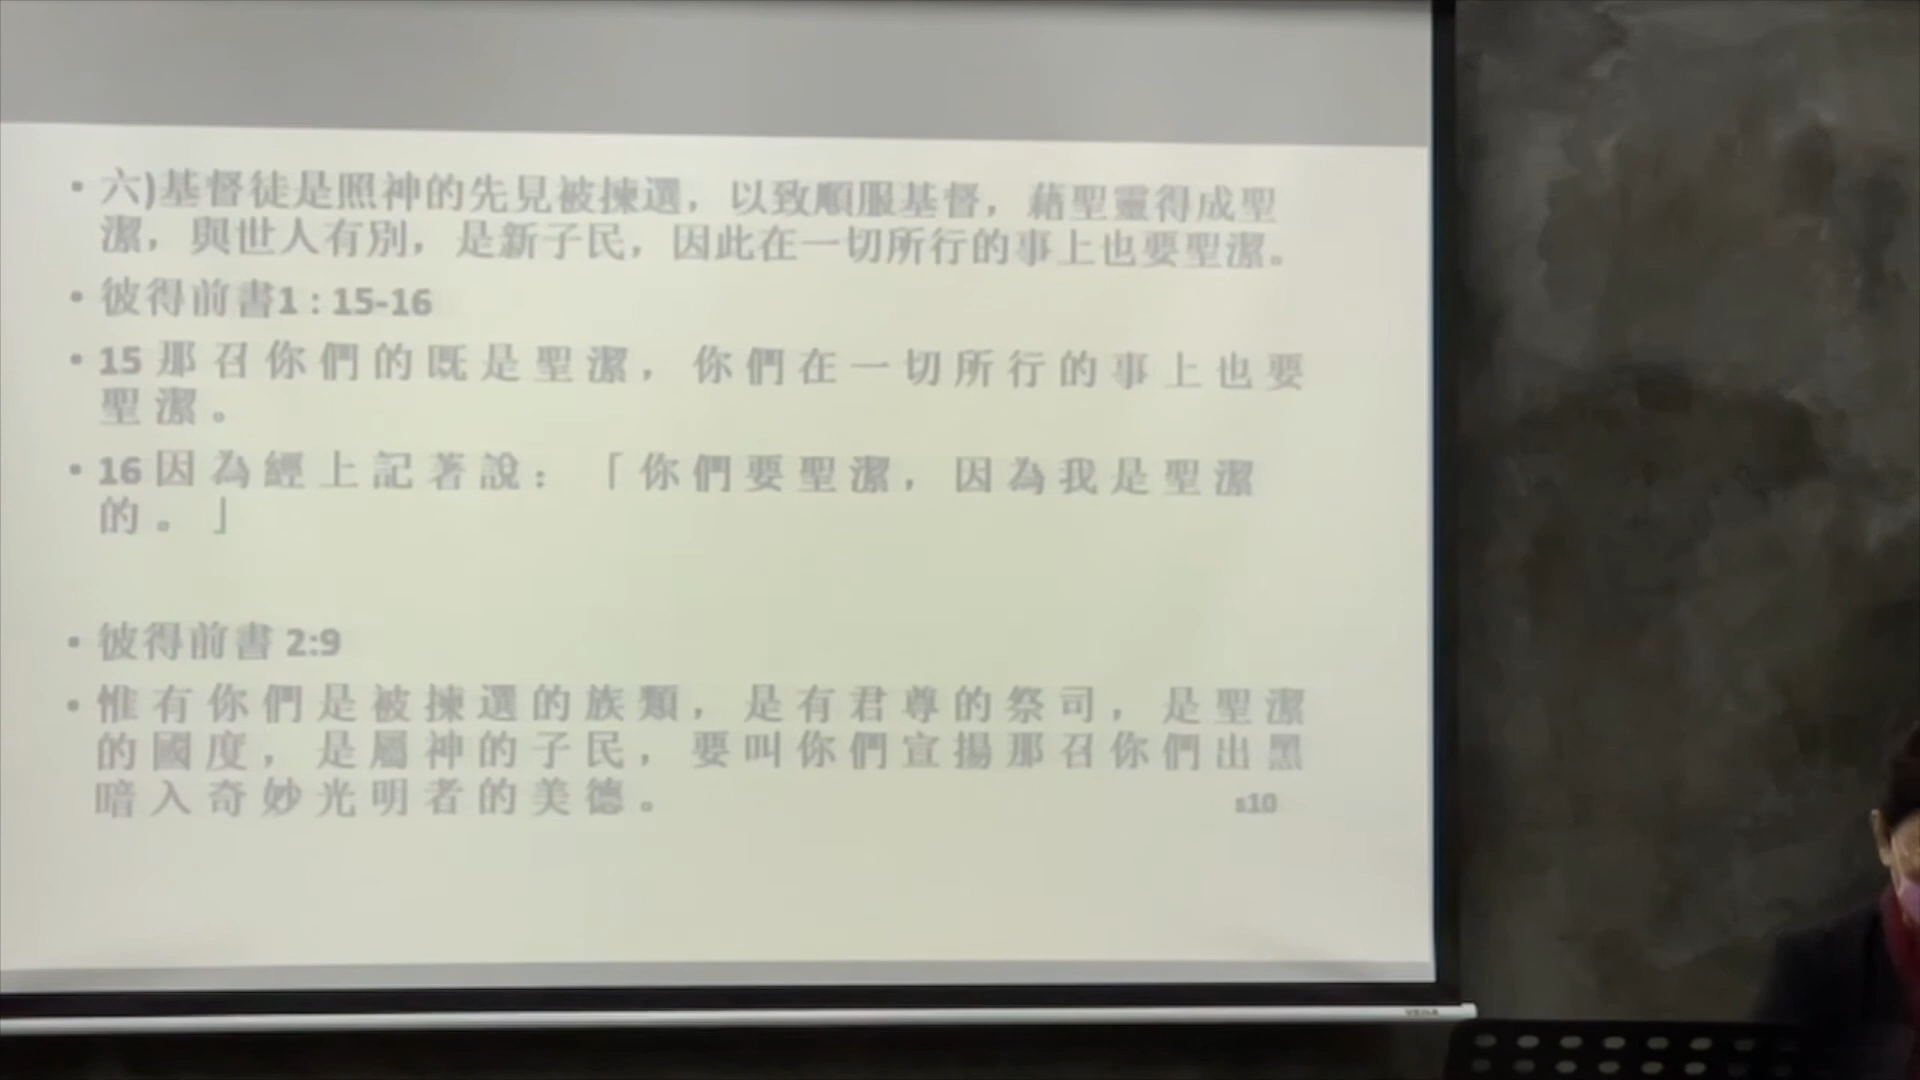 • 六)基督徒是照神的先見被揀選，以致順服基督，藉聖靈得成聖
潔，與世人有別，是新子民，因此在一切所行的事上也要聖潔。
• 彼得前書1 : 15-16
• 15 那召你們的既是聖潔，你們在一切所行的事上也要
聖潔。
• 16 因為經上記著說：「你們要聖潔，因為我是聖潔
的。」
• 彼得前書 2:9
• 惟有你們是被揀選的族類，是有君尊的祭司，是聖潔
的國度，是屬神的子民，要叫你們宣揚那召你們出黑
暗入奇妙光明者的美德。
s10